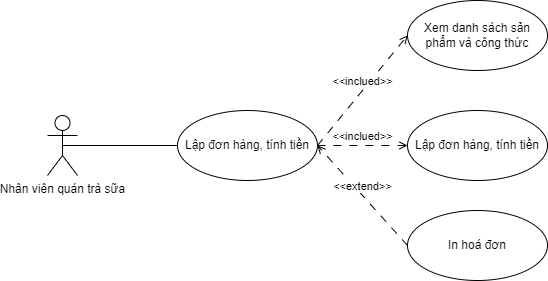 Xem danh sách sản
phẩm và công thức
<<inclued>>
Lập đơn hàng, tính tiền
<<inclued>>
Lập đơn hàng, tính tiền
Nhân viên quán trà sữa
<<extend>>
In hoá đơn